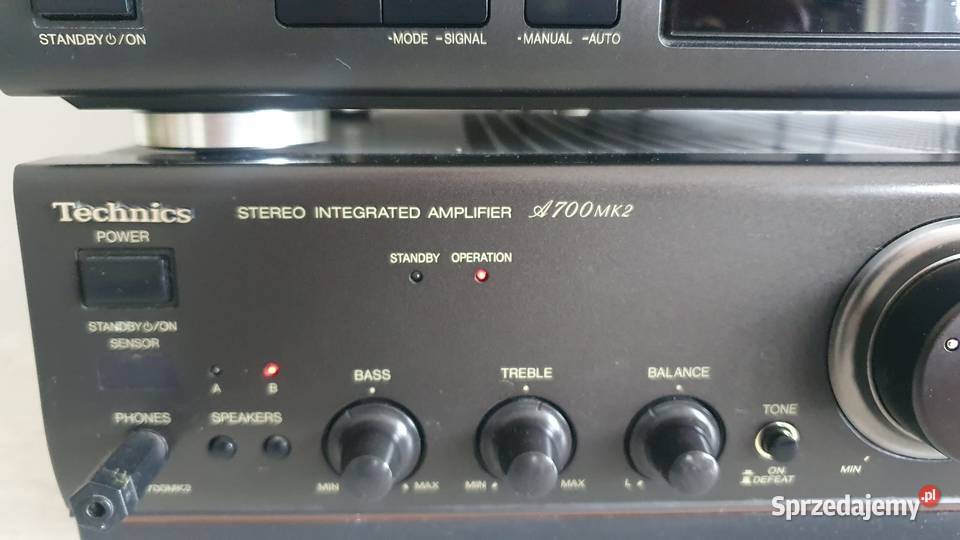 STANDBY⏻/ON
•MODE –SIGNAL
•MANUAL –AUTO
Technics
STEREO INTEGRATED AMPLIFIER A700MK2
POWER
STANDBY OPERATION
STANDBY⏻/ON
SENSOR
A B
BASS
TREBLE
BALANCE
PHONES
SPEAKERS
TONE
MIN MAX
MIN MAX
L
ON
DEFEAT
MIN
700MK2
Sprzedajemy.pl